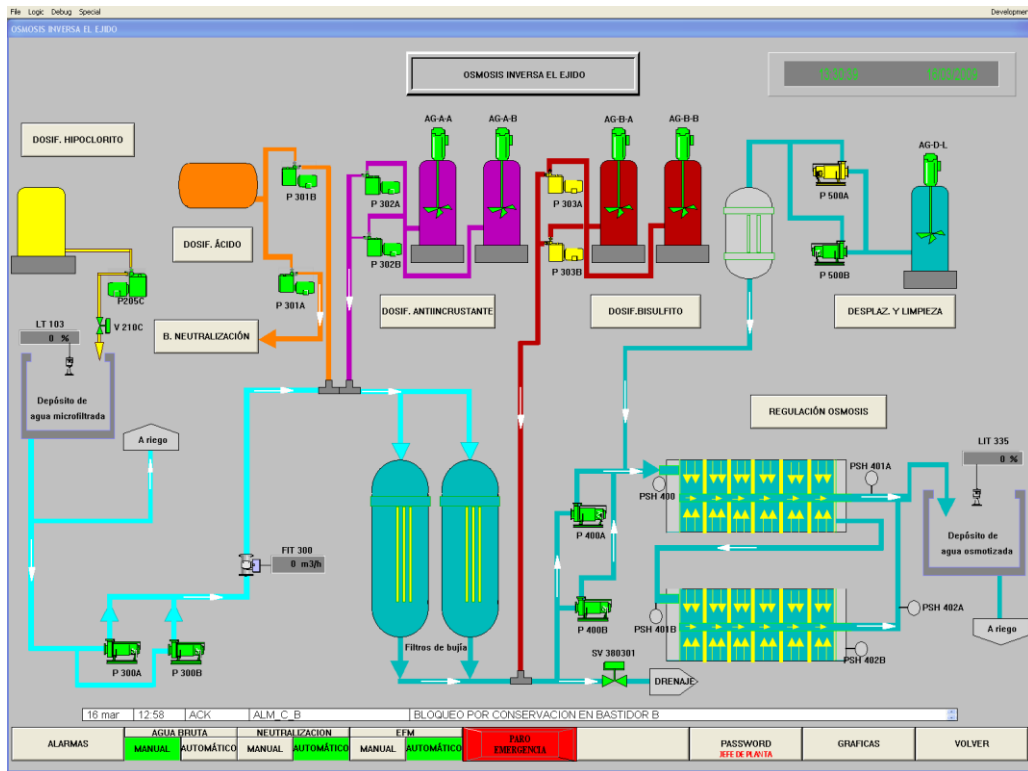 File Logic Debug Special
Development
OSMOSIS INVERSA EL EJIDO
OSMOSIS INVERSA EL EJIDO
13:30:39 16/03/2009
DOSIF. HIPOCLORITO
AG-A-A
AG-A-B
AG-B-A
AG-B-B
AG-D-L
P 301B
P 302A
P 303A
P 500A
DOSIF. ÁCIDO
P 302B
P 303B
P 500B
P205C
P 301A
DOSIF. ANTIINCRUSTANTE
DOSIF.BISULFITO
DESPLAZ. Y LIMPIEZA
LT 103
0 %
V 210C
B. NEUTRALIZACIÓN
Depósito de
agua microfiltrada
A riego
REGULACIÓN OSMOSIS
LIT 335
0 %
PSH 400
PSH 401A
P 400A
Depósito de
agua osmotizada
FIT 300
0 m3/h
PSH 401B
PSH 402A
P 400B
A riego
Filtros de bujía
PSH 402B
P 300A
P 300B
SV 380301
DRENAJE
16 mar 12:58 ACK ALM_C_B BLOQUEO POR CONSERVACION EN BASTIDOR B
ALARMAS
AGUA BRUTA
MANUAL AUTOMÁTICO
NEUTRALIZACION
MANUAL AUTOMÁTICO
EFM
MANUAL AUTOMÁTICO
PARO
EMERGENCIA
PASSWORD
JEFE DE PLANTA
GRAFICAS
VOLVER